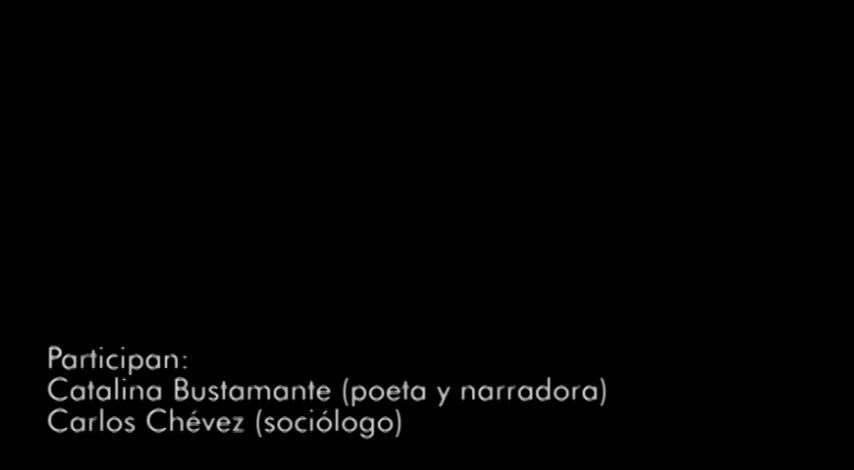 Participan:
Catalina Bustamante (poeta y narradora)
Carlos Chévez (sociólogo)